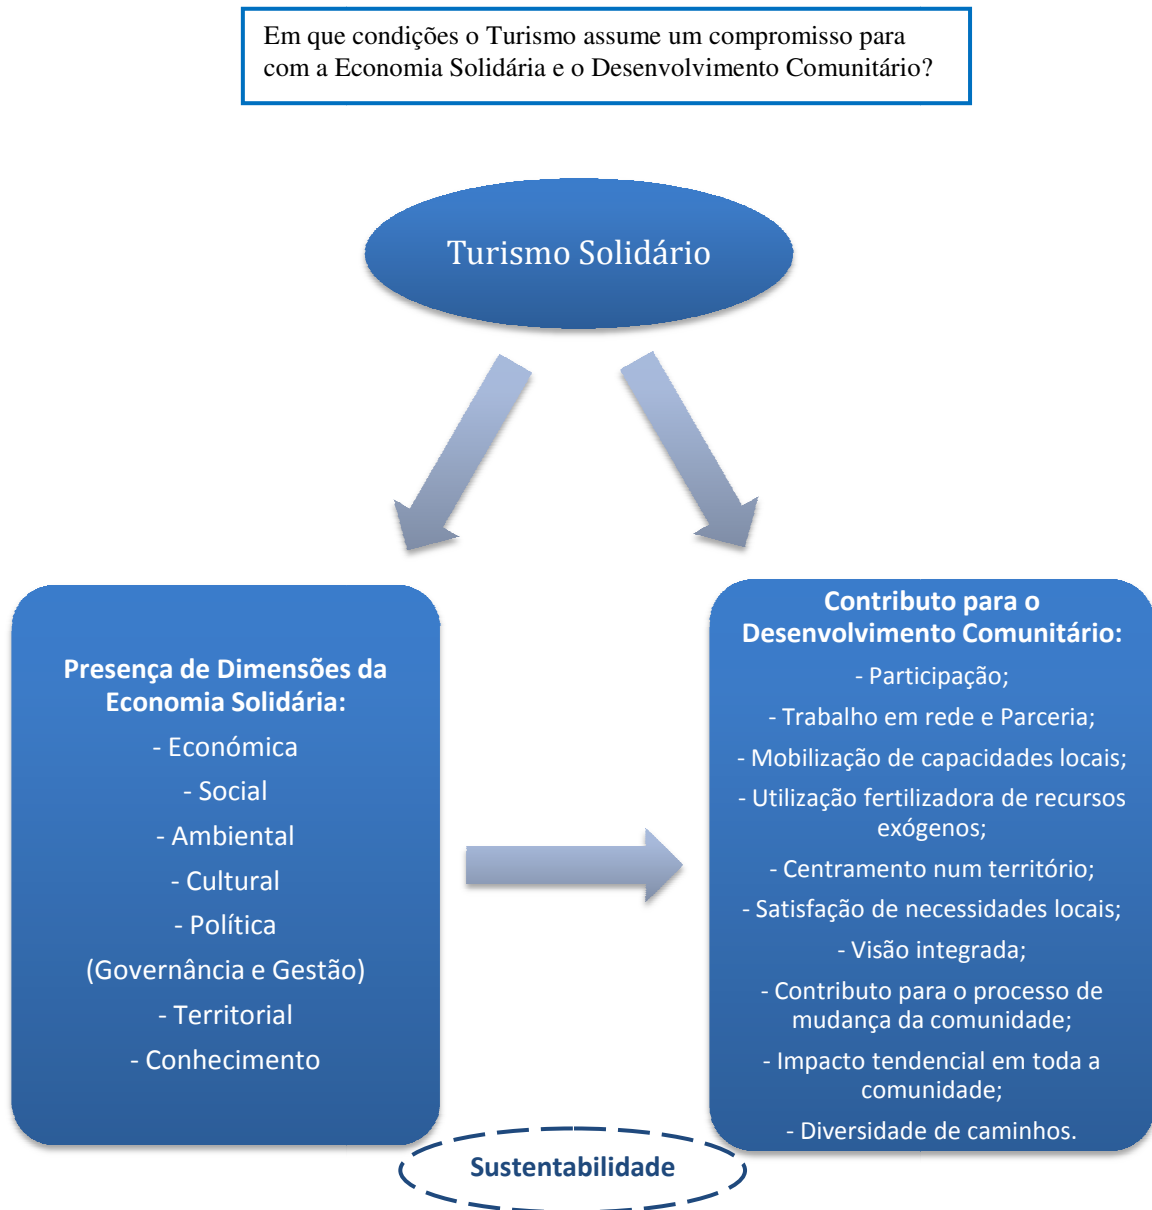 Em que condições o Turismo assume um compromisso para
com a Economia Solidária e o Desenvolvimento Comunitário?
Turismo Solidário
Presença de Dimensões da
Economia Solidária:
- Económica
- Social
- Ambiental
- Cultural
- Política
(Governância e Gestão)
- Territorial
- Conhecimento
Contributo para o
Desenvolvimento Comunitário:
- Participação;
- Trabalho em rede e Parceria;
- Mobilização de capacidades locais;
- Utilização fertilizadora de recursos
exógenos;
- Centramento num território;
- Satisfação de necessidades locais;
- Visão integrada;
- Contributo para o processo de
mudança da comunidade;
- Impacto tendencial em toda a
comunidade;
- Diversidade de caminhos.
Sustentabilidade